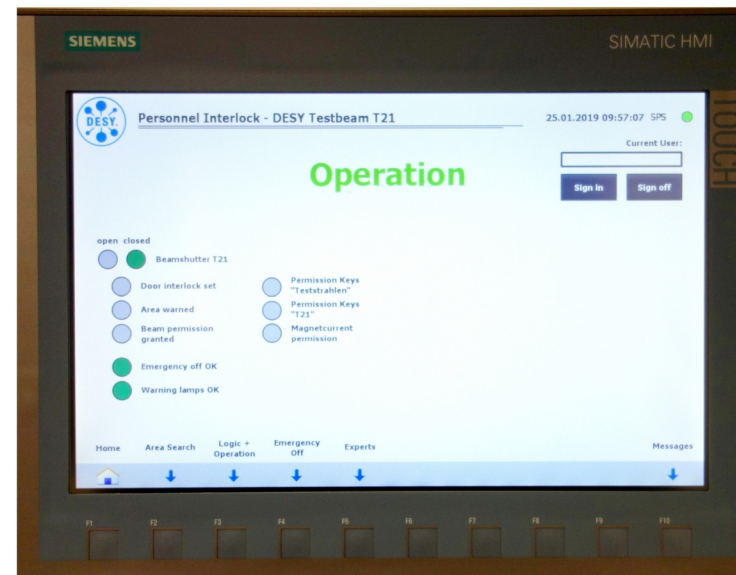 SIEMENS
SIMATIC HMI
TOUCH
DESY.
Personnel Interlock - DESY Testbeam T21
25.01.2019 09:57:07 SPS
Current User:
Operation
Sign in
Sign off
open closed
Beamshutter T21
Door interlock set
Area warned
Beam permission
granted
Permission Keys
"Teststrahlen"
Permission Keys
"T21"
Magnetcurrent
permission
Emergency off OK
Warning lamps OK
Home
Area Search
Logic +
Operation
Emergency
Off
Experts
Messages
F1 F2 F3 F4 F5 F6 F7 F8 F9 F10